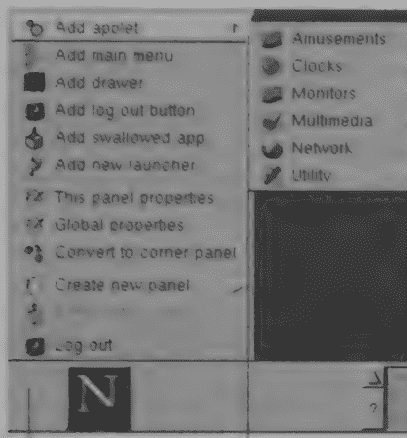 Add applet
Add main menu
Add drawer
Add log out button
Add swallowed app
Add new launcher
This panel properties
Global properties
Convert to corner panel
Create new panel
Log out
Amusements
Clocks
Monitors
Multimedia
Network
Utility
N
?